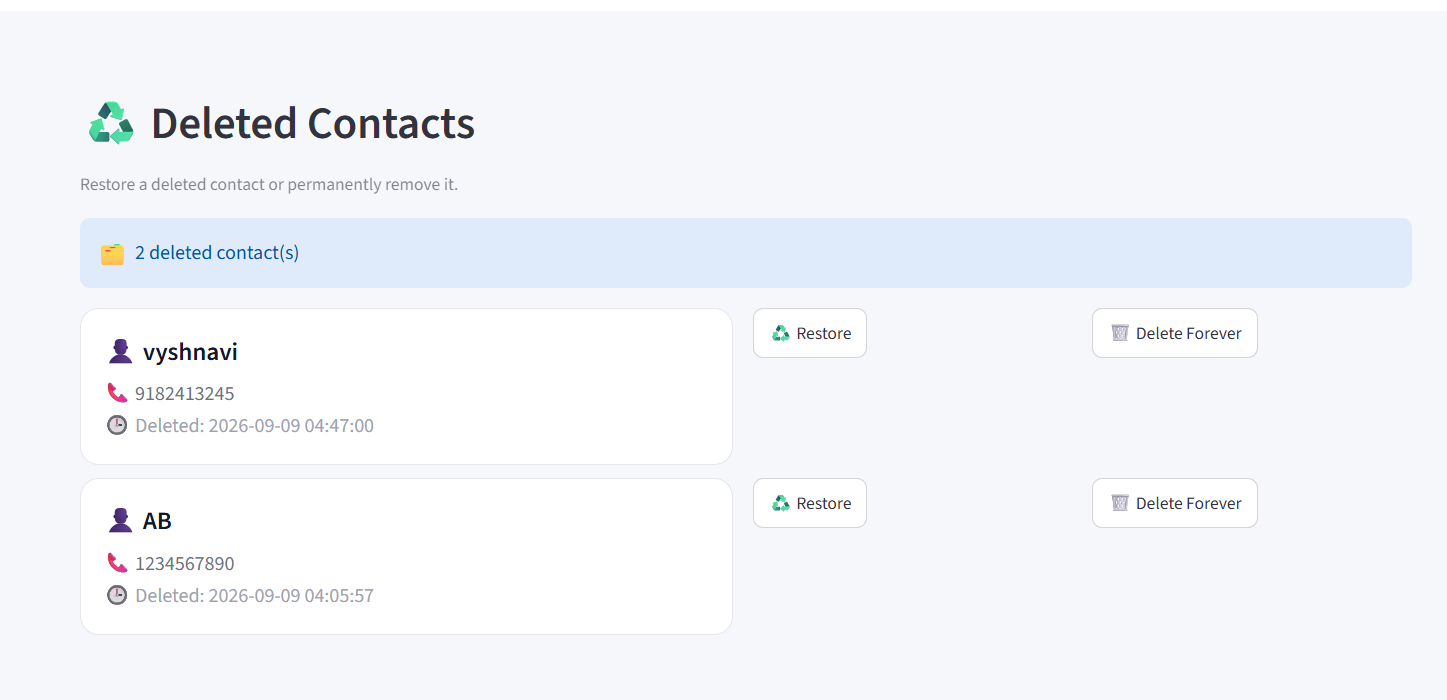 Deleted Contacts
Restore a deleted contact or permanently remove it.
2 deleted contact(s)
vyshnavi
9182413245
Deleted: 2026-09-09 04:47:00
Restore
Delete Forever
AB
1234567890
Deleted: 2026-09-09 04:05:57
Restore
Delete Forever